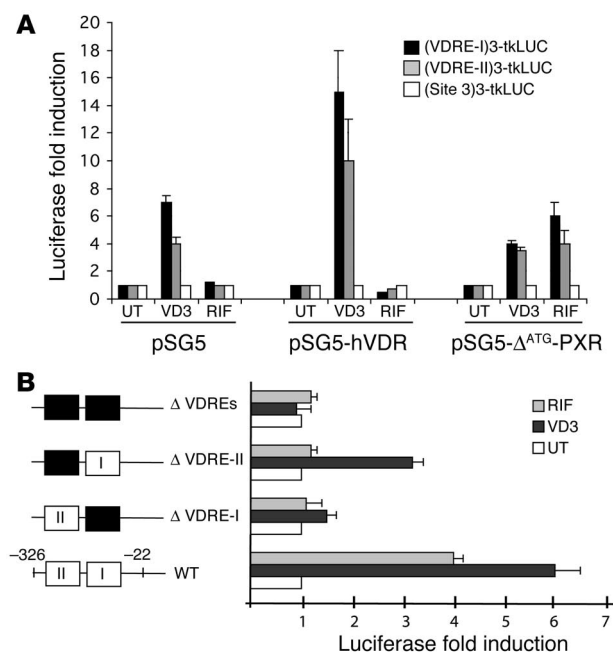 A
Luciferase fold induction
20
18
16
14
12
10
8
6
4
2
0
(VDRE-I)3-tkLUC
(VDRE-II)3-tkLUC
(Site 3)3-tkLUC
UT VD3 RIF UT VD3 RIF UT VD3 RIF
pSG5 pSG5-hVDR pSG5-Δᴬᵀᴳ-PXR
B
Δ VDREs
I Δ VDRE-II
II Δ VDRE-I
−326 −22
II I WT
RIF
VD3
UT
1 2 3 4 5 6 7
Luciferase fold induction